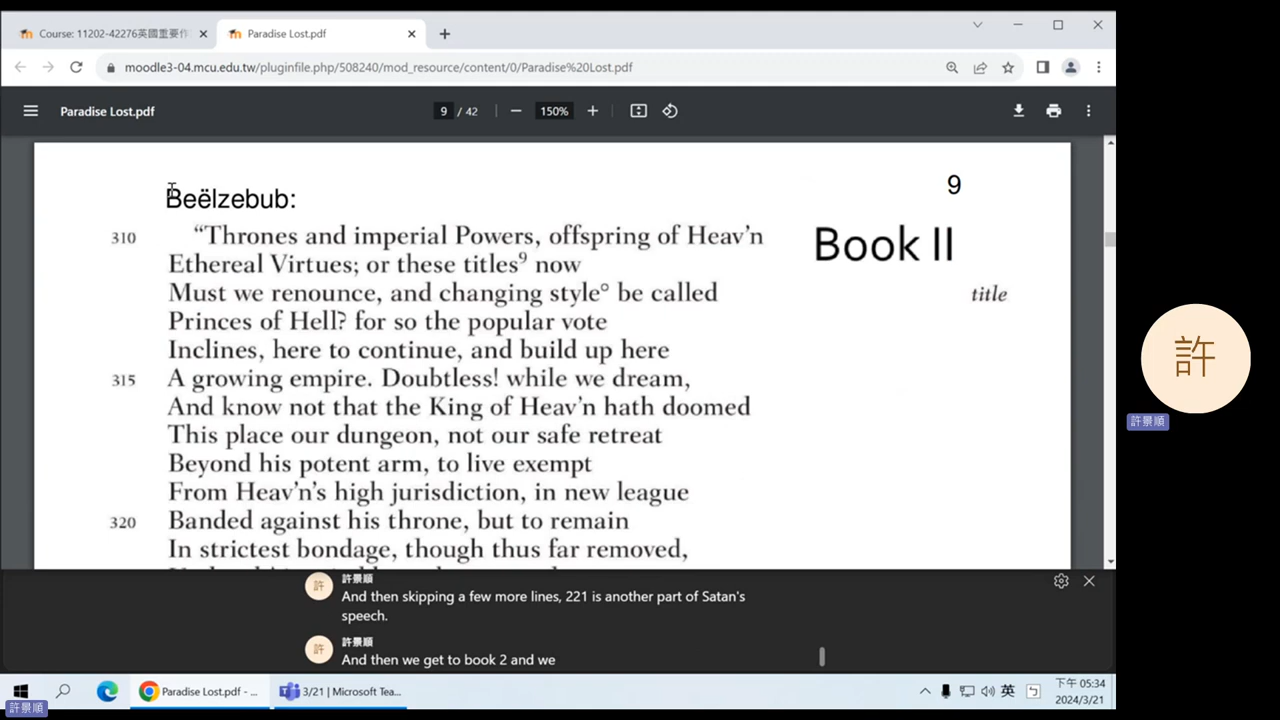 Course: 11202-42276英國重要作
Paradise Lost.pdf
moodle3-04.mcu.edu.tw/pluginfile.php/508240/mod_resource/content/0/Paradise%20Lost.pdf
Paradise Lost.pdf
9 / 42
150%
9
Beëlzebub:
Book II
310 “Thrones and imperial Powers, offspring of Heav’n
Ethereal Virtues; or these titles⁹ now
Must we renounce, and changing style° be called title
Princes of Hell? for so the popular vote
Inclines, here to continue, and build up here
315 A growing empire. Doubtless! while we dream,
And know not that the King of Heav’n hath doomed
This place our dungeon, not our safe retreat
Beyond his potent arm, to live exempt
From Heav’n’s high jurisdiction, in new league
320 Banded against his throne, but to remain
In strictest bondage, though thus far removed,
許
許景順
許
許景順
And then skipping a few more lines, 221 is another part of Satan's
speech.
許
許景順
And then we get to book 2 and we
Paradise Lost.pdf - ...
3/21 | Microsoft Tea...
英
ㄅ
下午 05:34
2024/3/21
許景順